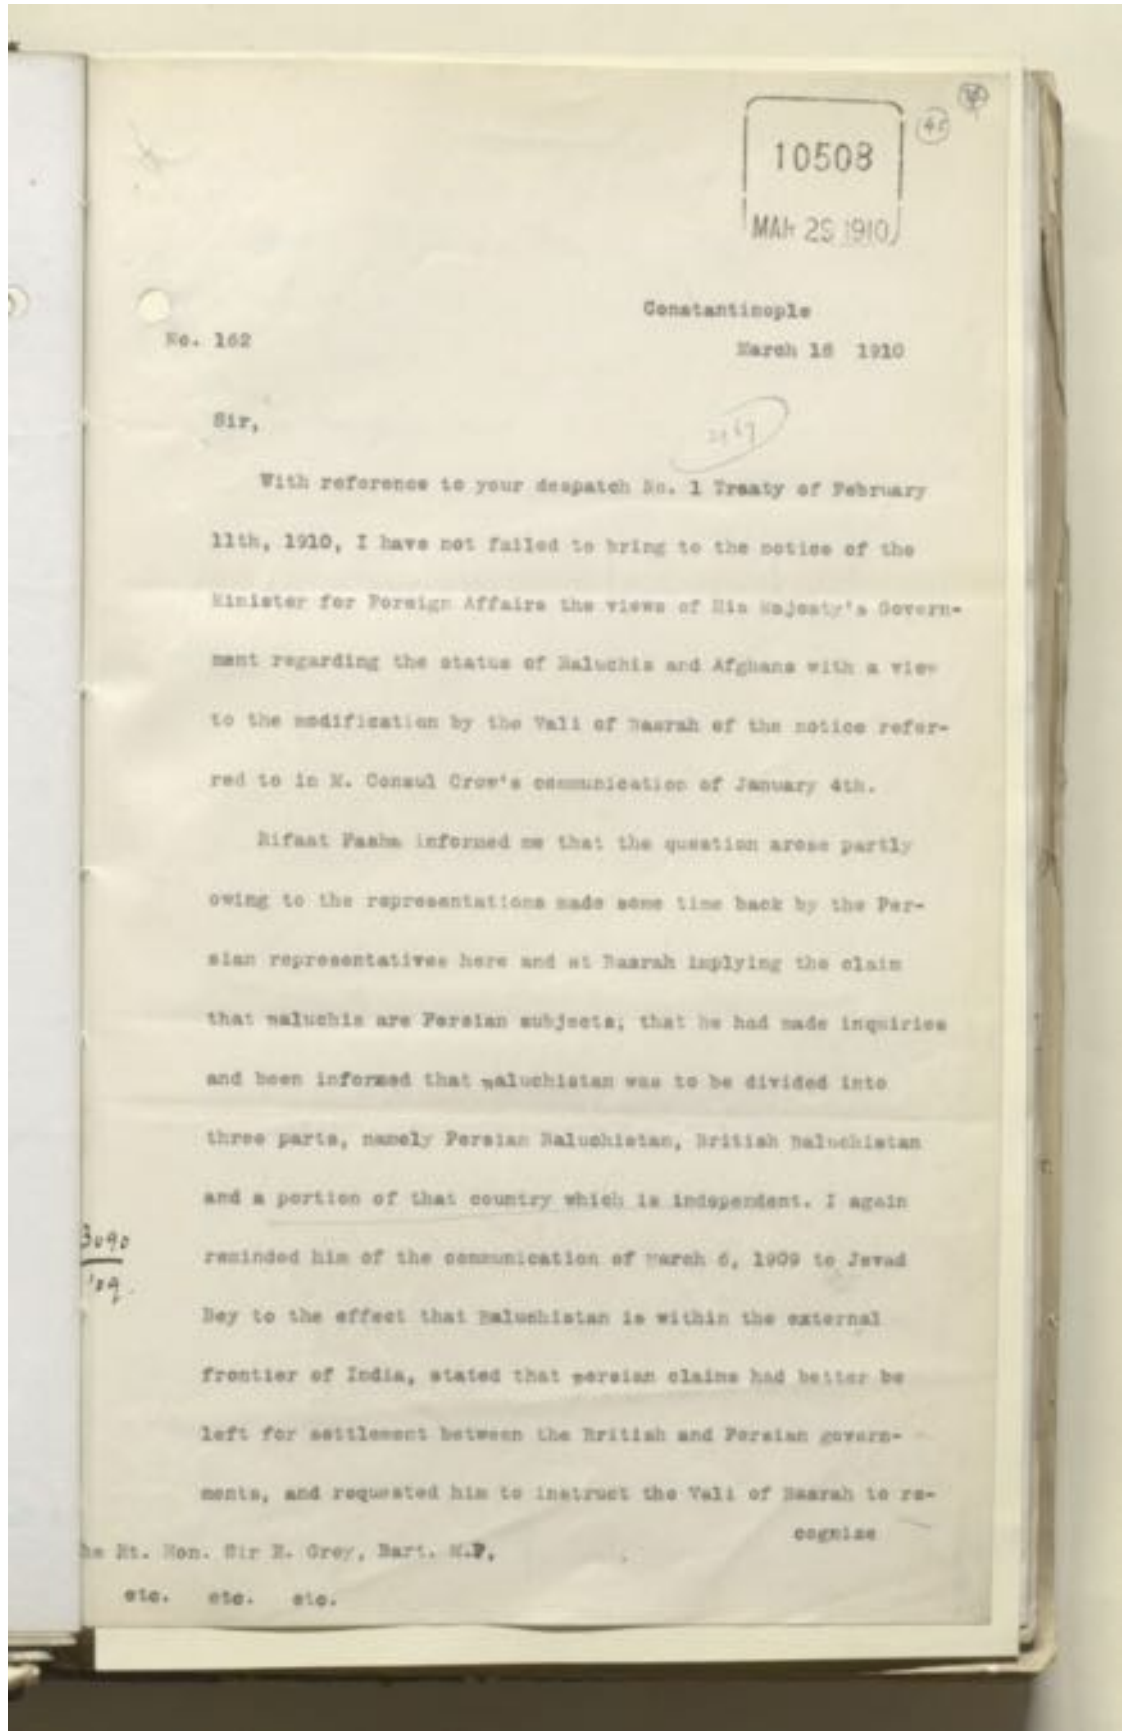 45
10508
MAR 29 1910
Constantinople
No. 162
March 16 1910
Sir,
With reference to your despatch No. 1 Treaty of February
11th, 1910, I have not failed to bring to the notice of the
Minister for Foreign Affairs the views of His Majesty's Govern-
ment regarding the status of Baluchis and Afghans with a view
to the modification by the Vali of Basrah of the notice refer-
red to in M. Consul Crow's communication of January 4th.
Rifaat Pasha informed me that the question arose partly
owing to the representations made some time back by the Per-
sian representatives here and at Basrah implying the claim
that Baluchis are Persian subjects; that he had made inquiries
and been informed that Baluchistan was to be divided into
three parts, namely Persian Baluchistan, British Baluchistan
and a portion of that country which is independent. I again
3090
'09.
reminded him of the communication of March 6, 1909 to Jevad
Bey to the effect that Baluchistan is within the external
frontier of India, stated that Persian claims had better be
left for settlement between the British and Persian govern-
ments, and requested him to instruct the Vali of Basrah to re-
cognize
he Rt. Hon. Sir E. Grey, Bart. M.P,
etc. etc. etc.